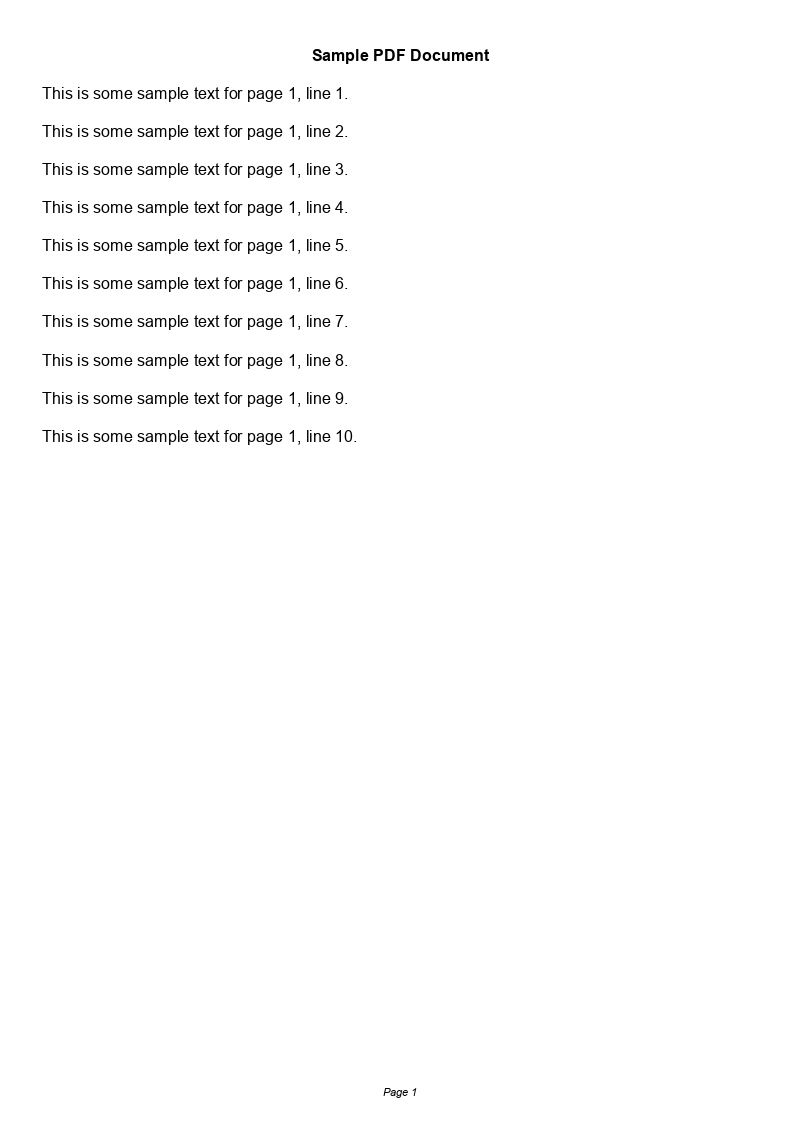 Sample PDF Document
This is some sample text for page 1, line 1.
This is some sample text for page 1, line 2.
This is some sample text for page 1, line 3.
This is some sample text for page 1, line 4.
This is some sample text for page 1, line 5.
This is some sample text for page 1, line 6.
This is some sample text for page 1, line 7.
This is some sample text for page 1, line 8.
This is some sample text for page 1, line 9.
This is some sample text for page 1, line 10.
Page 1